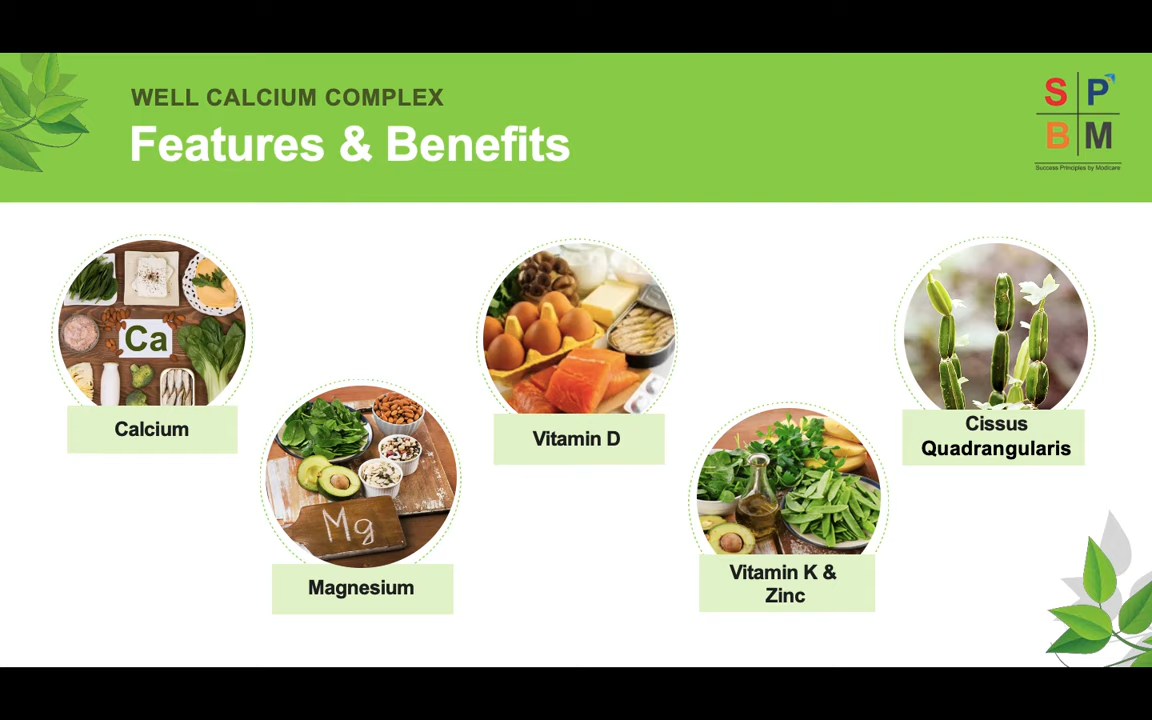 WELL CALCIUM COMPLEX
Features & Benefits
S P
B M
Success Principles by Modicare
Ca
Calcium
Mg
Magnesium
Vitamin D
Vitamin K &
Zinc
Cissus
Quadrangularis